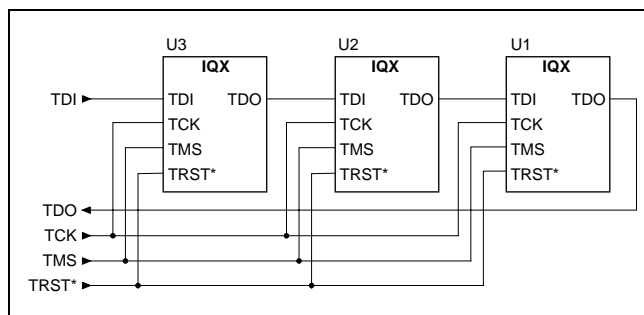 U3 U2 U1
IQX IQX IQX
TDI TDI TDO TDI TDO TDI TDO
TCK TCK TCK
TMS TMS TMS
TRST* TRST* TRST*
TDO
TCK
TMS
TRST*